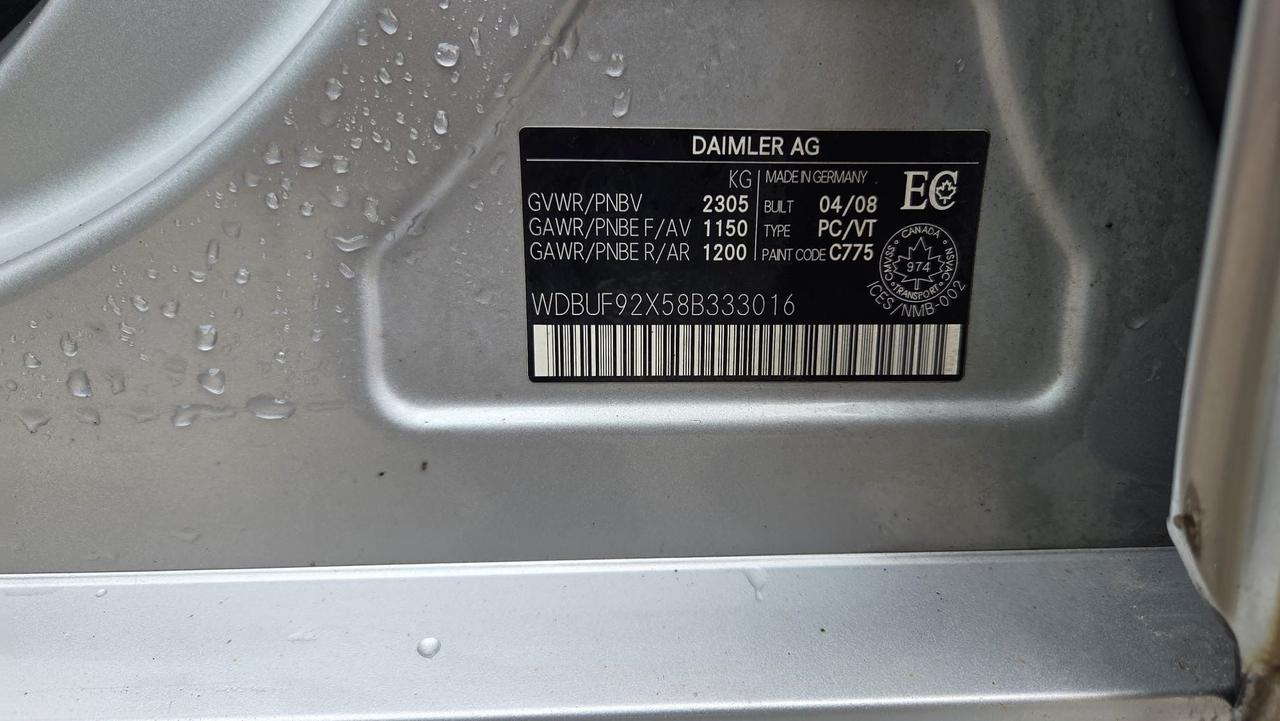 DAIMLER AG
KG
GVWR/PNBV 2305
GAWR/PNBE F/AV 1150
GAWR/PNBE R/AR 1200
MADE IN GERMANY
BUILT 04/08
TYPE PC/VT
PAINT CODE C775
EC
CANADA
CMVSS NSVAC
974
TRANSPORT
ICES/NMB-002
WDBUF92X58B333016